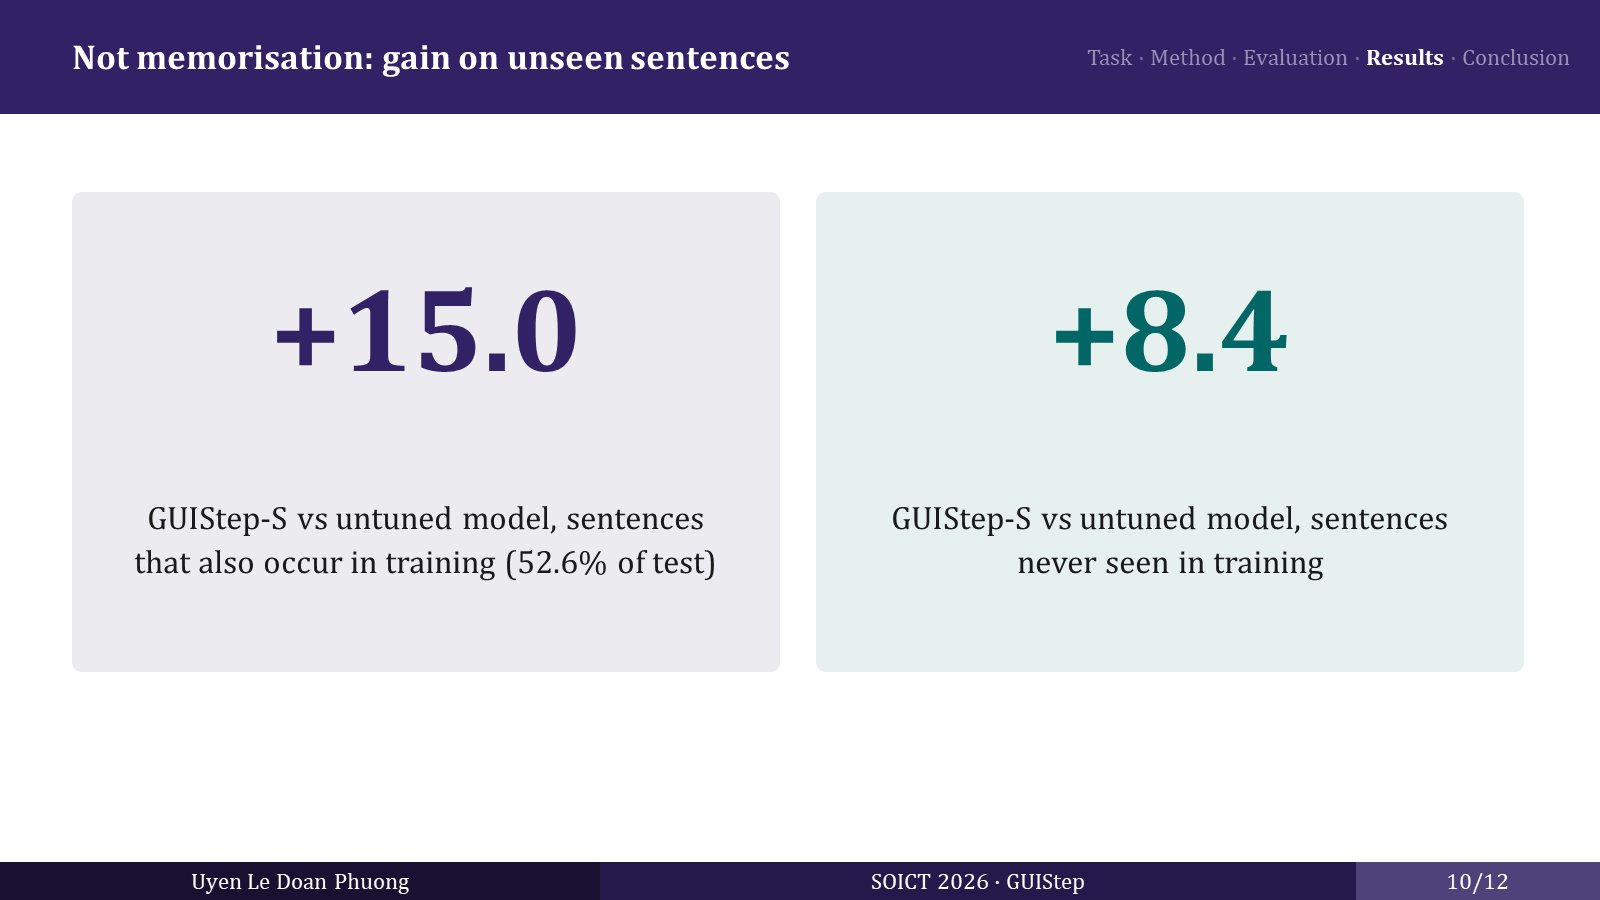 Not memorisation: gain on unseen sentences
Task · Method · Evaluation · Results · Conclusion
+15.0
GUIStep-S vs untuned model, sentences
that also occur in training (52.6% of test)
+8.4
GUIStep-S vs untuned model, sentences
never seen in training
Uyen Le Doan Phuong
SOICT 2026 · GUIStep
10/12